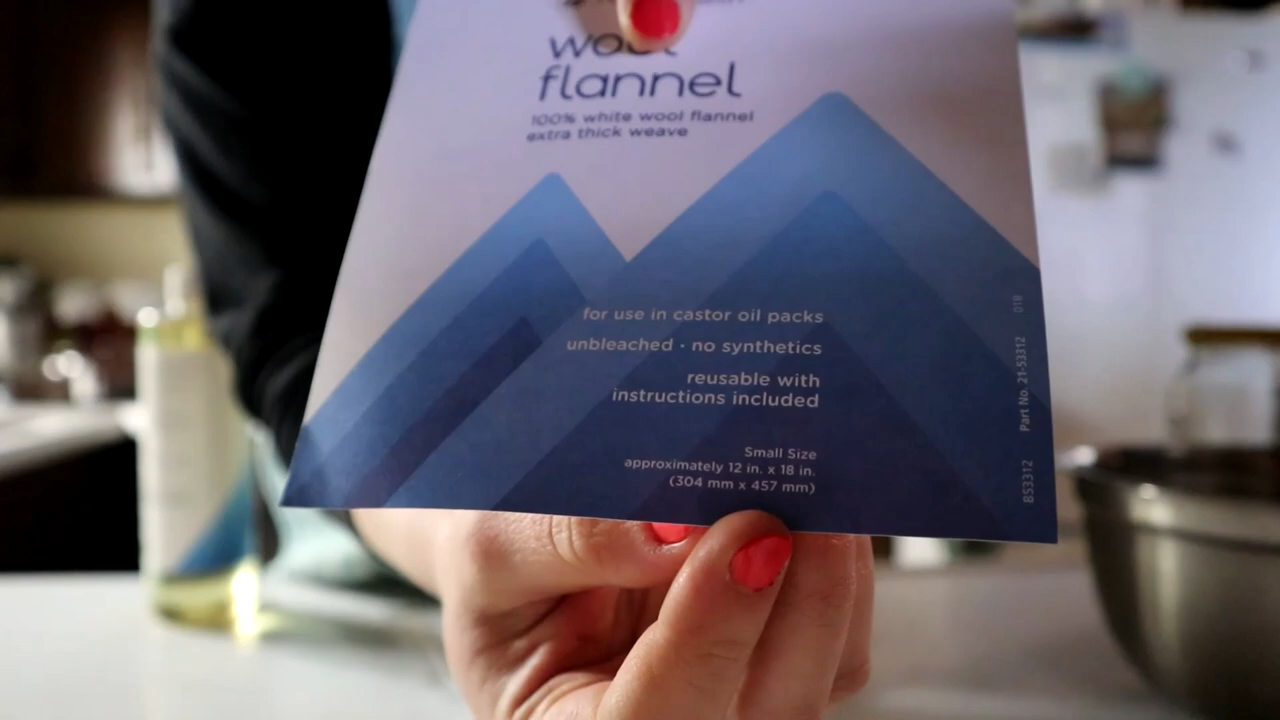 wool
flannel
100% white wool flannel
extra thick weave
for use in castor oil packs
unbleached · no synthetics
reusable with
instructions included
Small Size
approximately 12 in. x 18 in.
(304 mm x 457 mm)
853312 Part No. 21-53312 018